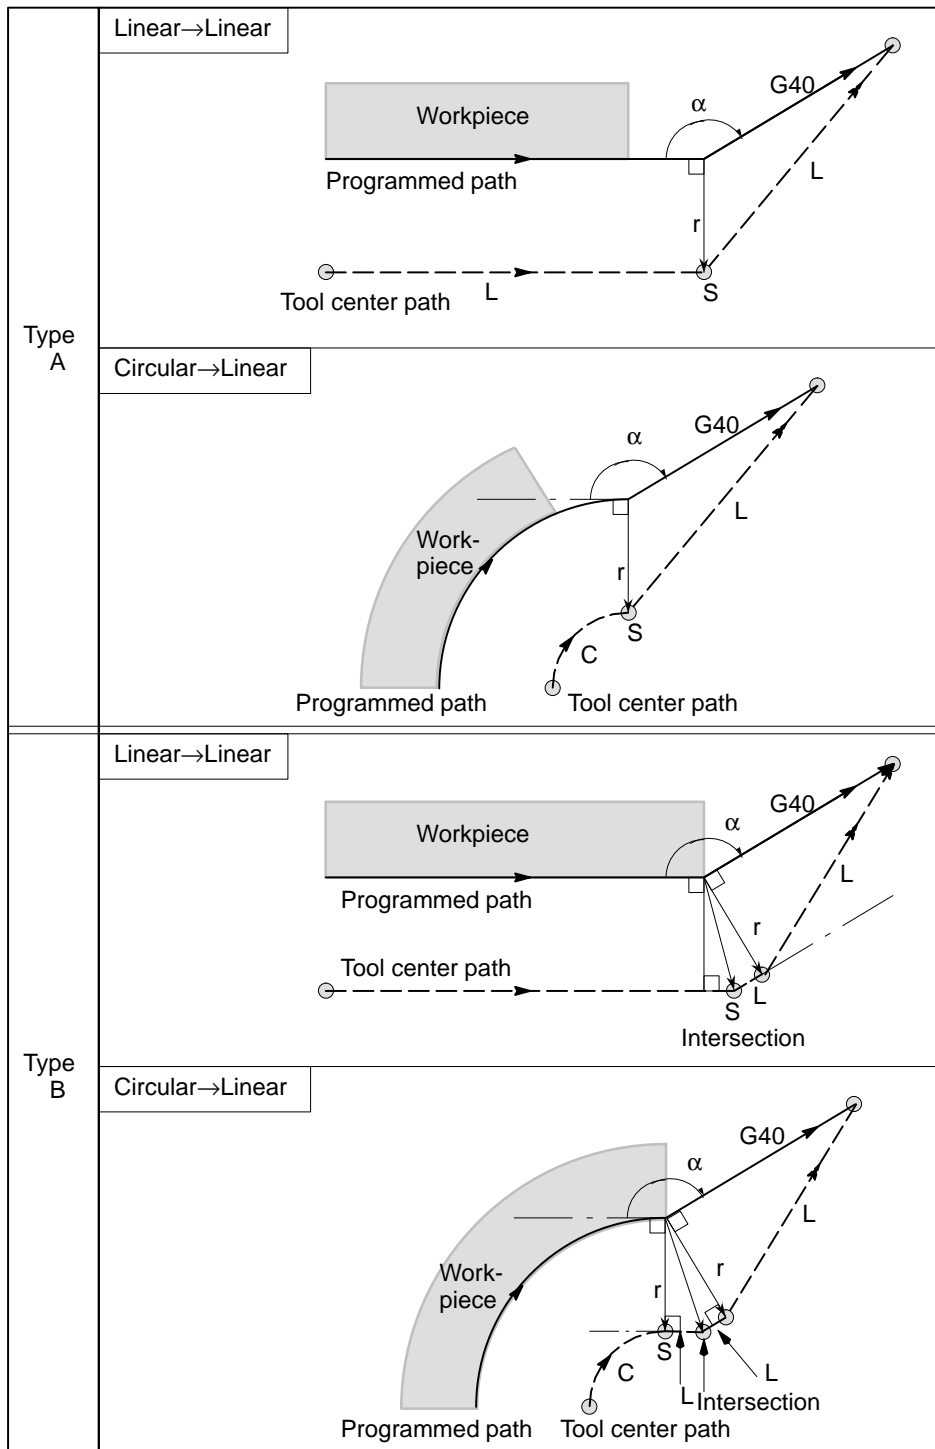 Type
A
Linear→Linear
α
G40
Workpiece
Programmed path
L
r
Tool center path
L
S
Circular→Linear
α
G40
L
Work-
piece
r
S
C
Programmed path
Tool center path
Type
B
Linear→Linear
G40
α
Workpiece
L
Programmed path
r
Tool center path
S
L
Intersection
Circular→Linear
G40
α
L
Work-
piece
r
r
S
C
L
L
Intersection
Programmed path
Tool center path